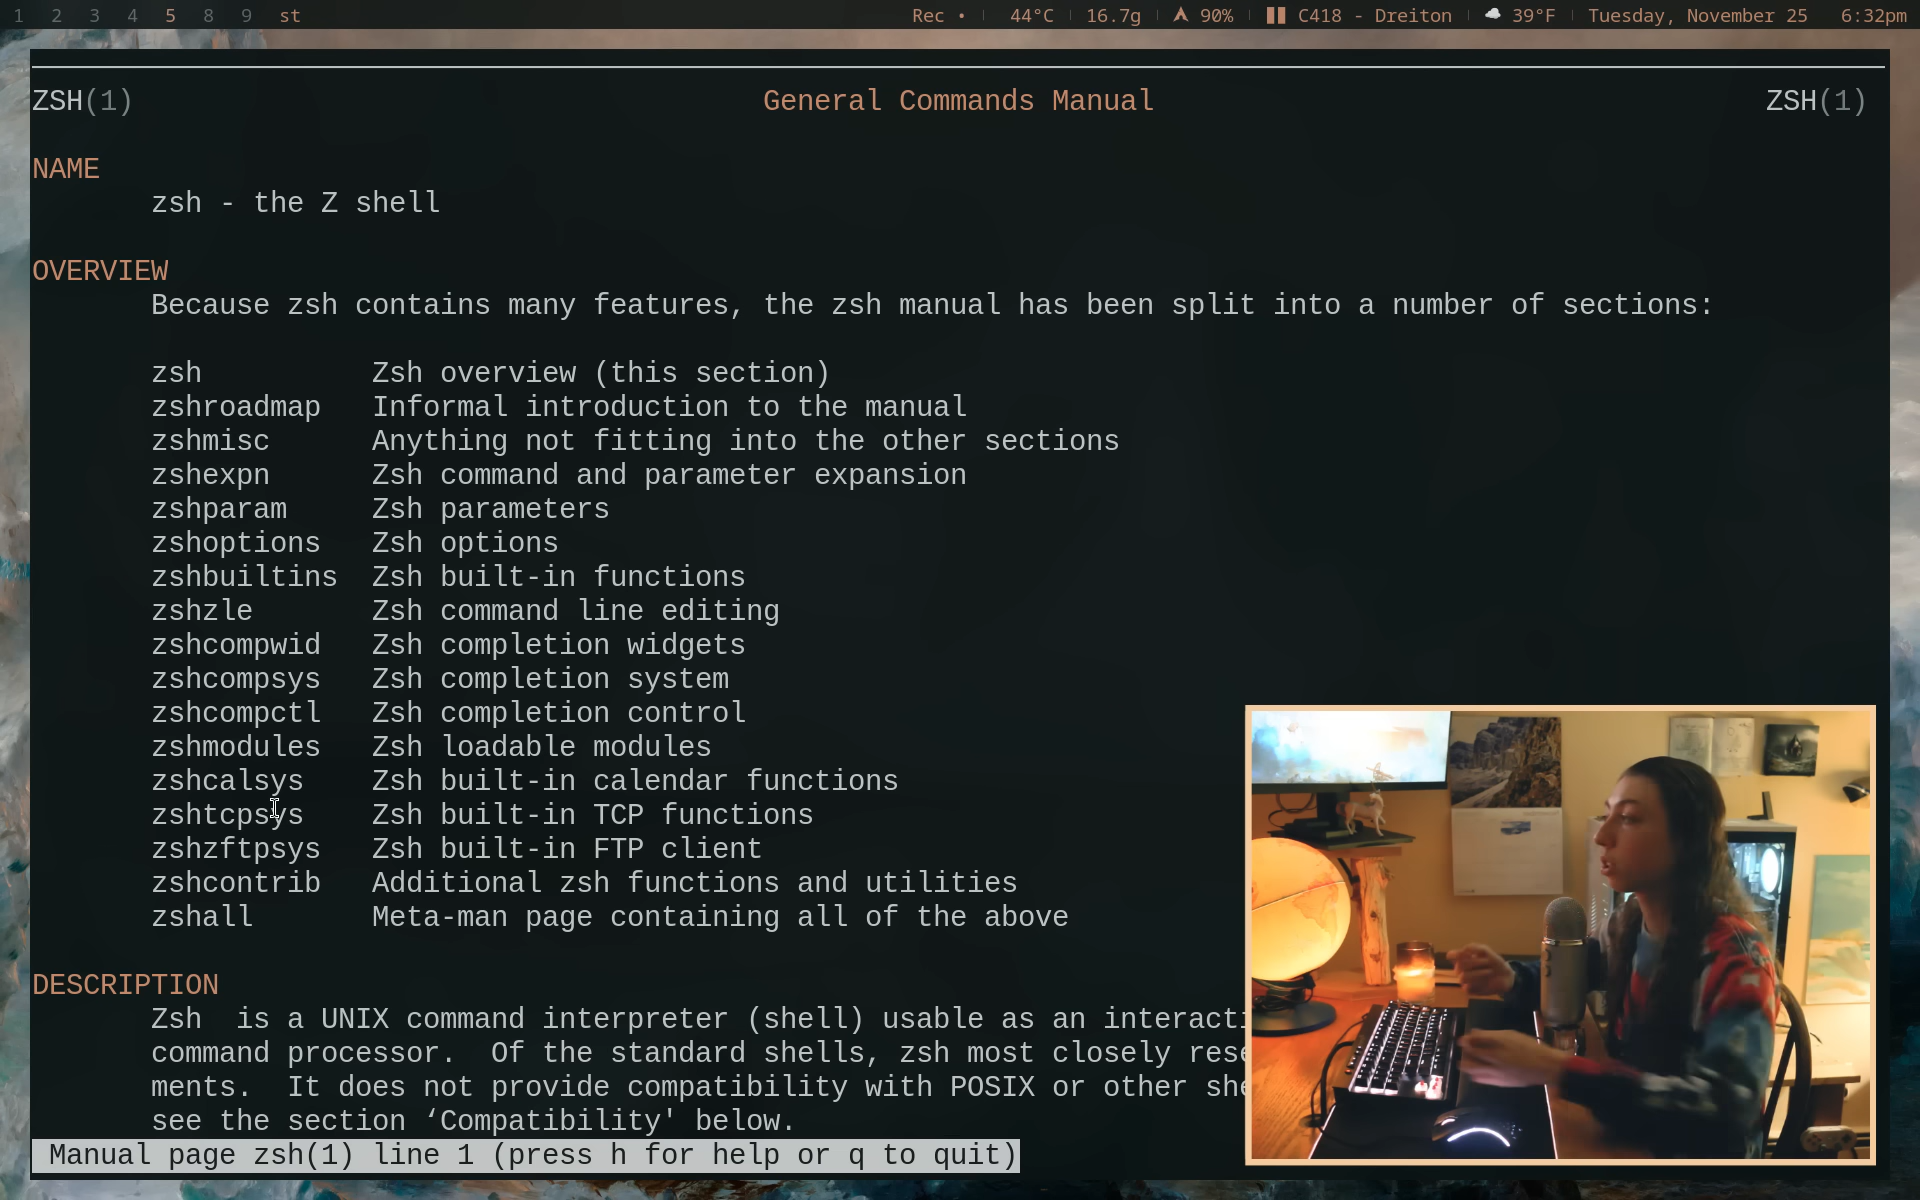 1 2 3 4 5 8 9 st Rec • 44°C 16.7g 90% C418 - Dreiton 39°F Tuesday, November 25 6:32pm
ZSH(1) General Commands Manual ZSH(1)
NAME
zsh - the Z shell
OVERVIEW
Because zsh contains many features, the zsh manual has been split into a number of sections:
zsh Zsh overview (this section)
zshroadmap Informal introduction to the manual
zshmisc Anything not fitting into the other sections
zshexpn Zsh command and parameter expansion
zshparam Zsh parameters
zshoptions Zsh options
zshbuiltins Zsh built-in functions
zshzle Zsh command line editing
zshcompwid Zsh completion widgets
zshcompsys Zsh completion system
zshcompctl Zsh completion control
zshmodules Zsh loadable modules
zshcalsys Zsh built-in calendar functions
zshtcpsys Zsh built-in TCP functions
zshzftpsys Zsh built-in FTP client
zshcontrib Additional zsh functions and utilities
zshall Meta-man page containing all of the above
DESCRIPTION
Zsh is a UNIX command interpreter (shell) usable as an interacti
command processor. Of the standard shells, zsh most closely rese
ments. It does not provide compatibility with POSIX or other she
see the section ‘Compatibility' below.
Manual page zsh(1) line 1 (press h for help or q to quit)